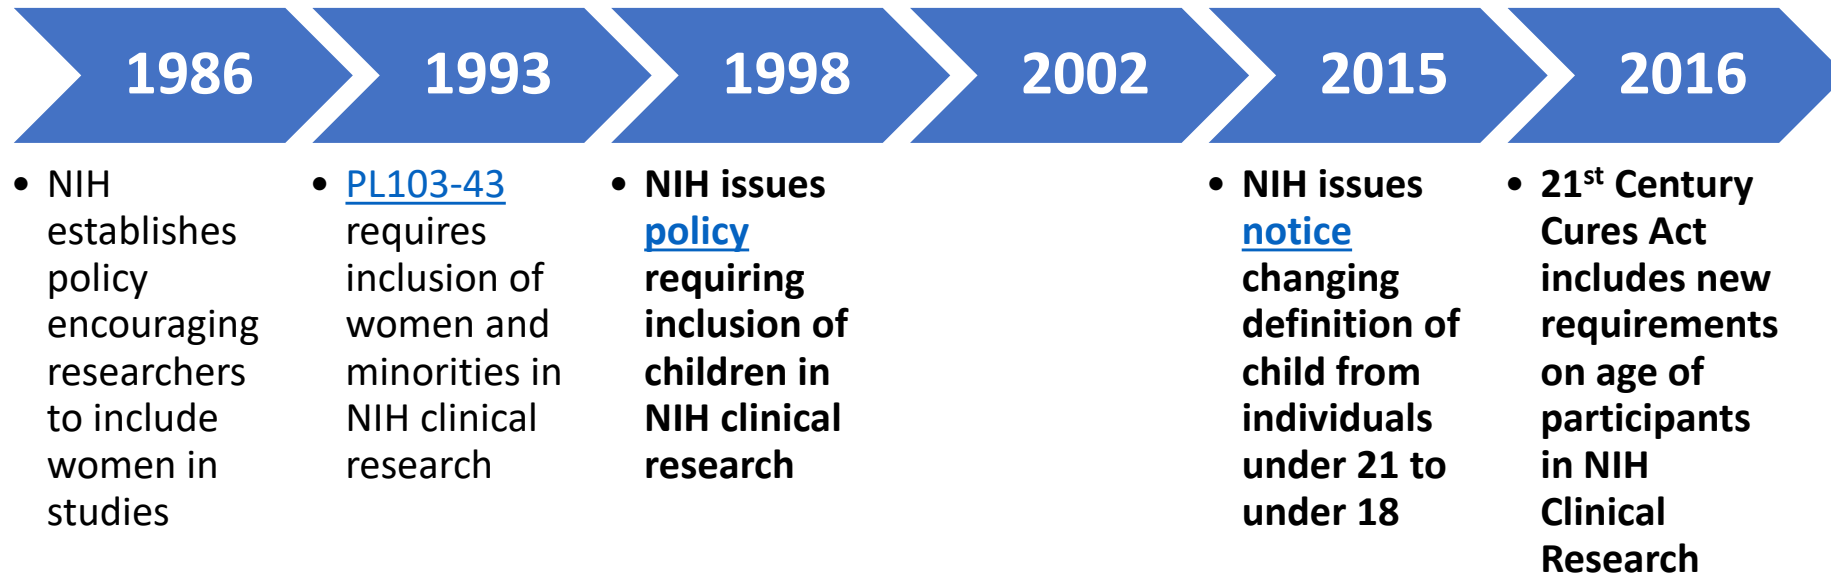 1986
1993
1998
2002
2015
2016
• NIH
establishes
policy
encouraging
researchers
to include
women in
studies
• PL103-43
requires
inclusion of
women and
minorities in
NIH clinical
research
• NIH issues
policy
requiring
inclusion of
children in
NIH clinical
research
• NIH issues
notice
changing
definition of
child from
individuals
under 21 to
under 18
• 21st Century
Cures Act
includes new
requirements
on age of
participants
in NIH
Clinical
Research